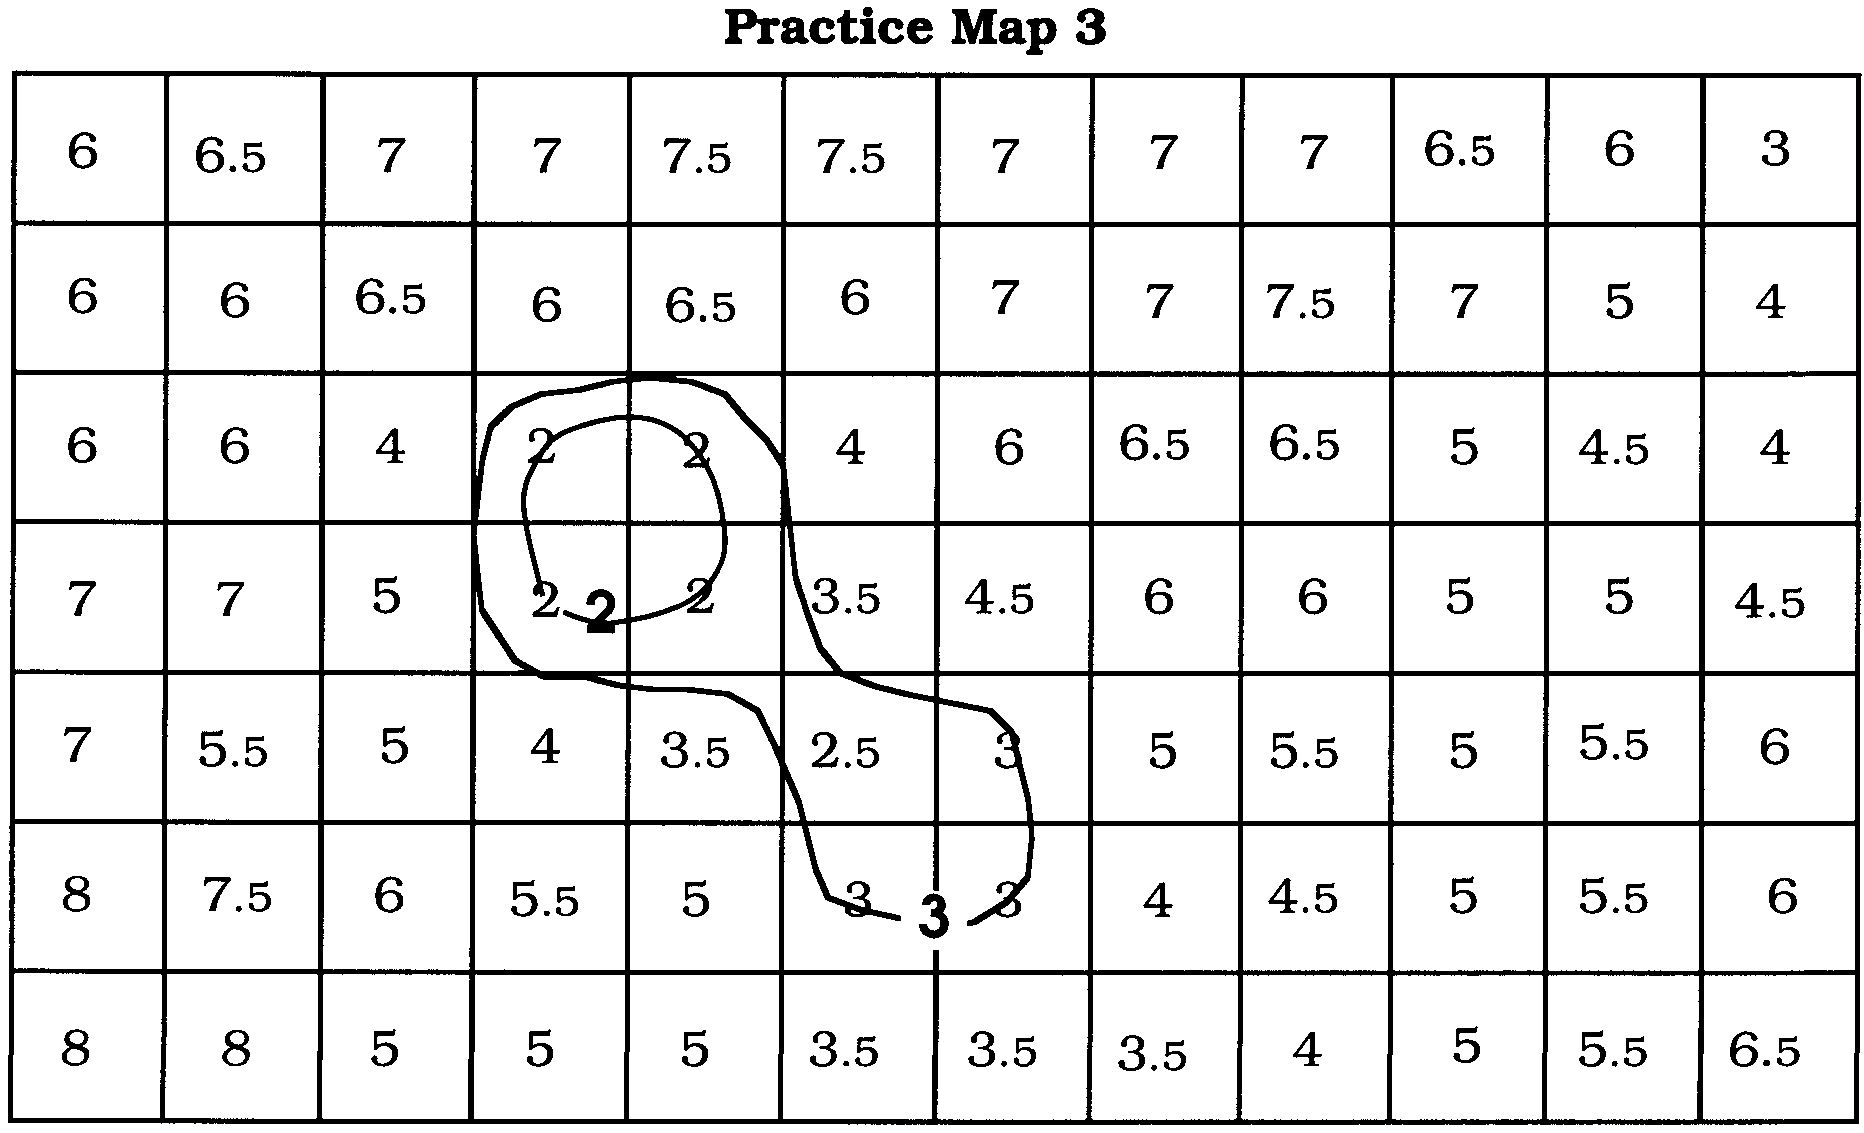 Practice Map 3
6 6.5 7 7 7.5 7.5 7 7 7 6.5 6 3
6 6 6.5 6 6.5 6 7 7 7.5 7 5 4
6 6 4 2 2 4 6 6.5 6.5 5 4.5 4
7 7 5 2 2 2 3.5 4.5 6 6 5 5 4.5
7 5.5 5 4 3.5 2.5 3 5 5.5 5 5.5 6
8 7.5 6 5.5 5 3 3 3 4 4.5 5 5.5 6
8 8 5 5 5 3.5 3.5 3.5 4 5 5.5 6.5